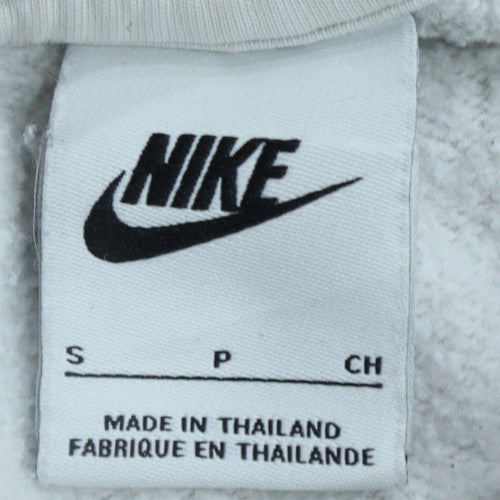 NIKE
S P CH
MADE IN THAILAND
FABRIQUE EN THAILANDE